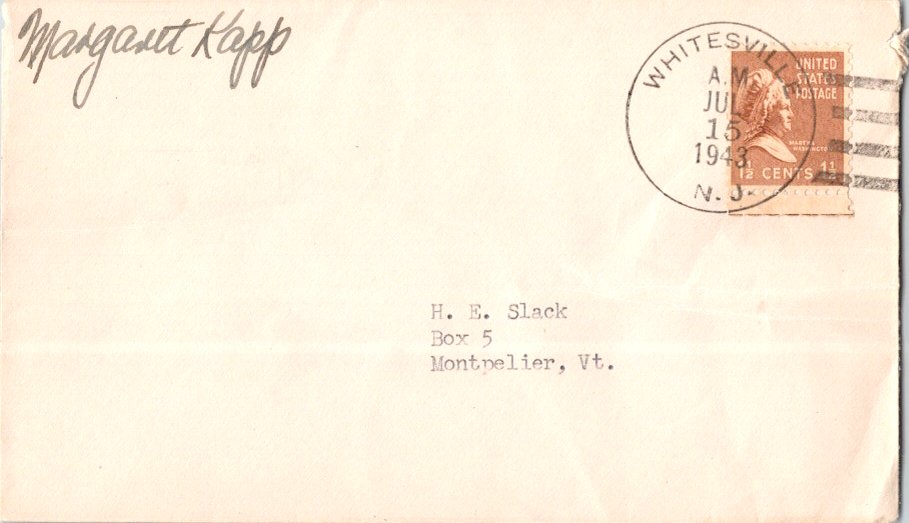 Margaret Kapp
WHITESVILLE
A.M.
JUL
15
1943
N. J.
UNITED
STATES
POSTAGE
MARTHA
WASHINGTON
1½ CENTS 1½
H. E. Slack
Box 5
Montpelier, Vt.